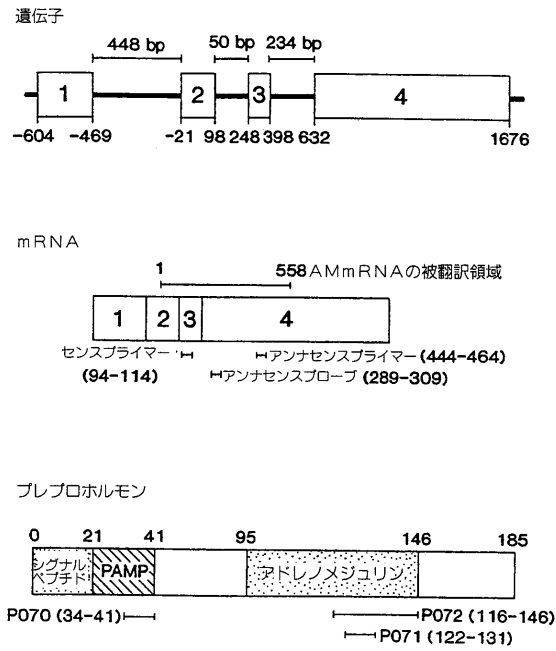 遺伝子
448 bp 50 bp 234 bp
1 2 3 4
-604 -469 -21 98 248 398 632 1676
mRNA
1 558 AMmRNAの被翻訳領域
1 2 3 4
センスプライマー アンナセンスプライマー(444-464)
(94-114) アンナセンスプローブ(289-309)
プレプロホルモン
0 21 41 95 146 185
シグナル
ペプチド PAMP アドレノメジュリン
P070 (34-41) P072 (116-146)
P071 (122-131)